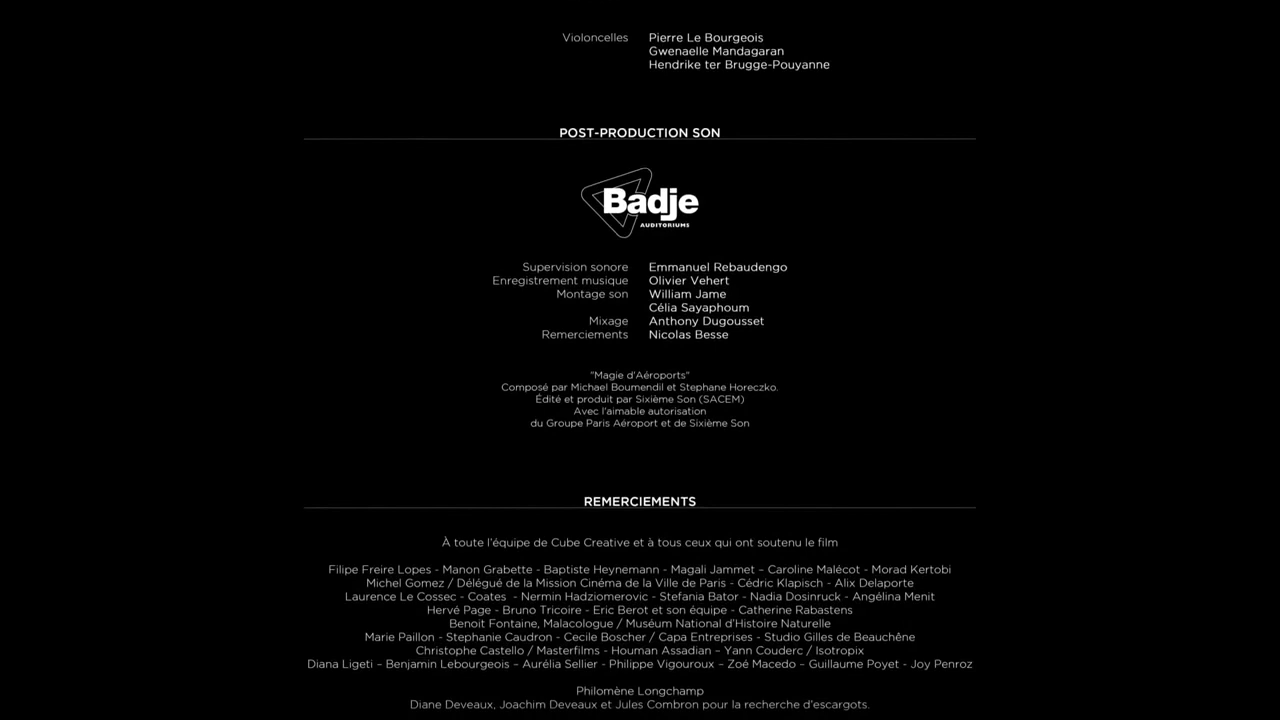 Violoncelles Pierre Le Bourgeois
Gwenaelle Mandagaran
Hendrike ter Brugge-Pouyanne
POST-PRODUCTION SON
Badje
AUDITORIUMS
Supervision sonore Emmanuel Rebaudengo
Enregistrement musique Olivier Vehert
Montage son William Jame
Célia Sayaphoum
Mixage Anthony Dugousset
Remerciements Nicolas Besse
"Magie d'Aéroports"
Composé par Michael Boumendil et Stephane Horeczko.
Édité et produit par Sixième Son (SACEM)
Avec l'aimable autorisation
du Groupe Paris Aéroport et de Sixième Son
REMERCIEMENTS
À toute l'équipe de Cube Creative et à tous ceux qui ont soutenu le film
Filipe Freire Lopes - Manon Grabette - Baptiste Heynemann - Magali Jammet – Caroline Malécot - Morad Kertobi
Michel Gomez / Délégué de la Mission Cinéma de la Ville de Paris - Cédric Klapisch - Alix Delaporte
Laurence Le Cossec - Coates - Nermin Hadziomerovic - Stefania Bator - Nadia Dosinruck - Angélina Menit
Hervé Page - Bruno Tricoire - Eric Berot et son équipe - Catherine Rabastens
Benoit Fontaine, Malacologue / Muséum National d'Histoire Naturelle
Marie Paillon - Stephanie Caudron - Cecile Boscher / Capa Entreprises - Studio Gilles de Beauchêne
Christophe Castello / Masterfilms - Houman Assadian – Yann Couderc / Isotropix
Diana Ligeti – Benjamin Lebourgeois – Aurélia Sellier - Philippe Vigouroux – Zoé Macedo – Guillaume Poyet - Joy Penroz
Philomène Longchamp
Diane Deveaux, Joachim Deveaux et Jules Combron pour la recherche d'escargots.